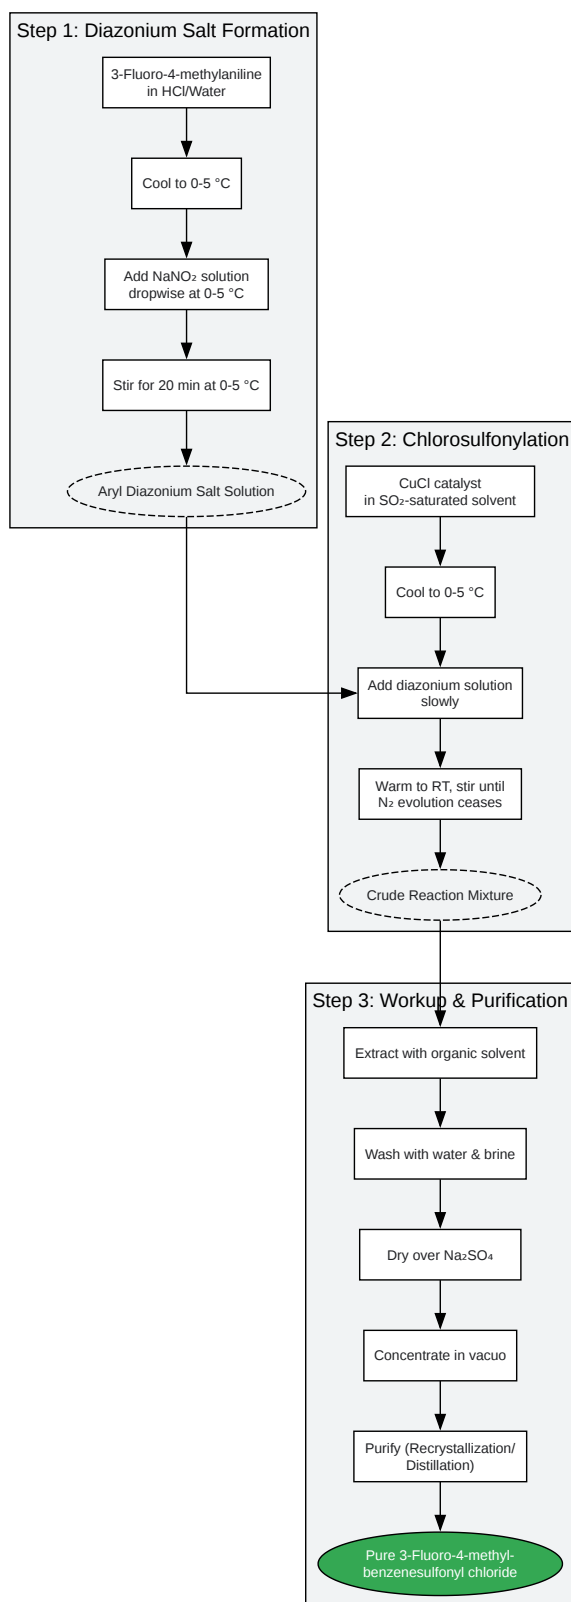 Step 1: Diazonium Salt Formation
3-Fluoro-4-methylaniline
in HCl/Water
Cool to 0-5 °C
Add NaNO₂ solution
dropwise at 0-5 °C
Stir for 20 min at 0-5 °C
Aryl Diazonium Salt Solution
Step 2: Chlorosulfonylation
CuCl catalyst
in SO₂-saturated solvent
Cool to 0-5 °C
Add diazonium solution
slowly
Warm to RT, stir until
N₂ evolution ceases
Crude Reaction Mixture
Step 3: Workup & Purification
Extract with organic solvent
Wash with water & brine
Dry over Na₂SO₄
Concentrate in vacuo
Purify (Recrystallization/
Distillation)
Pure 3-Fluoro-4-methyl-
benzenesulfonyl chloride